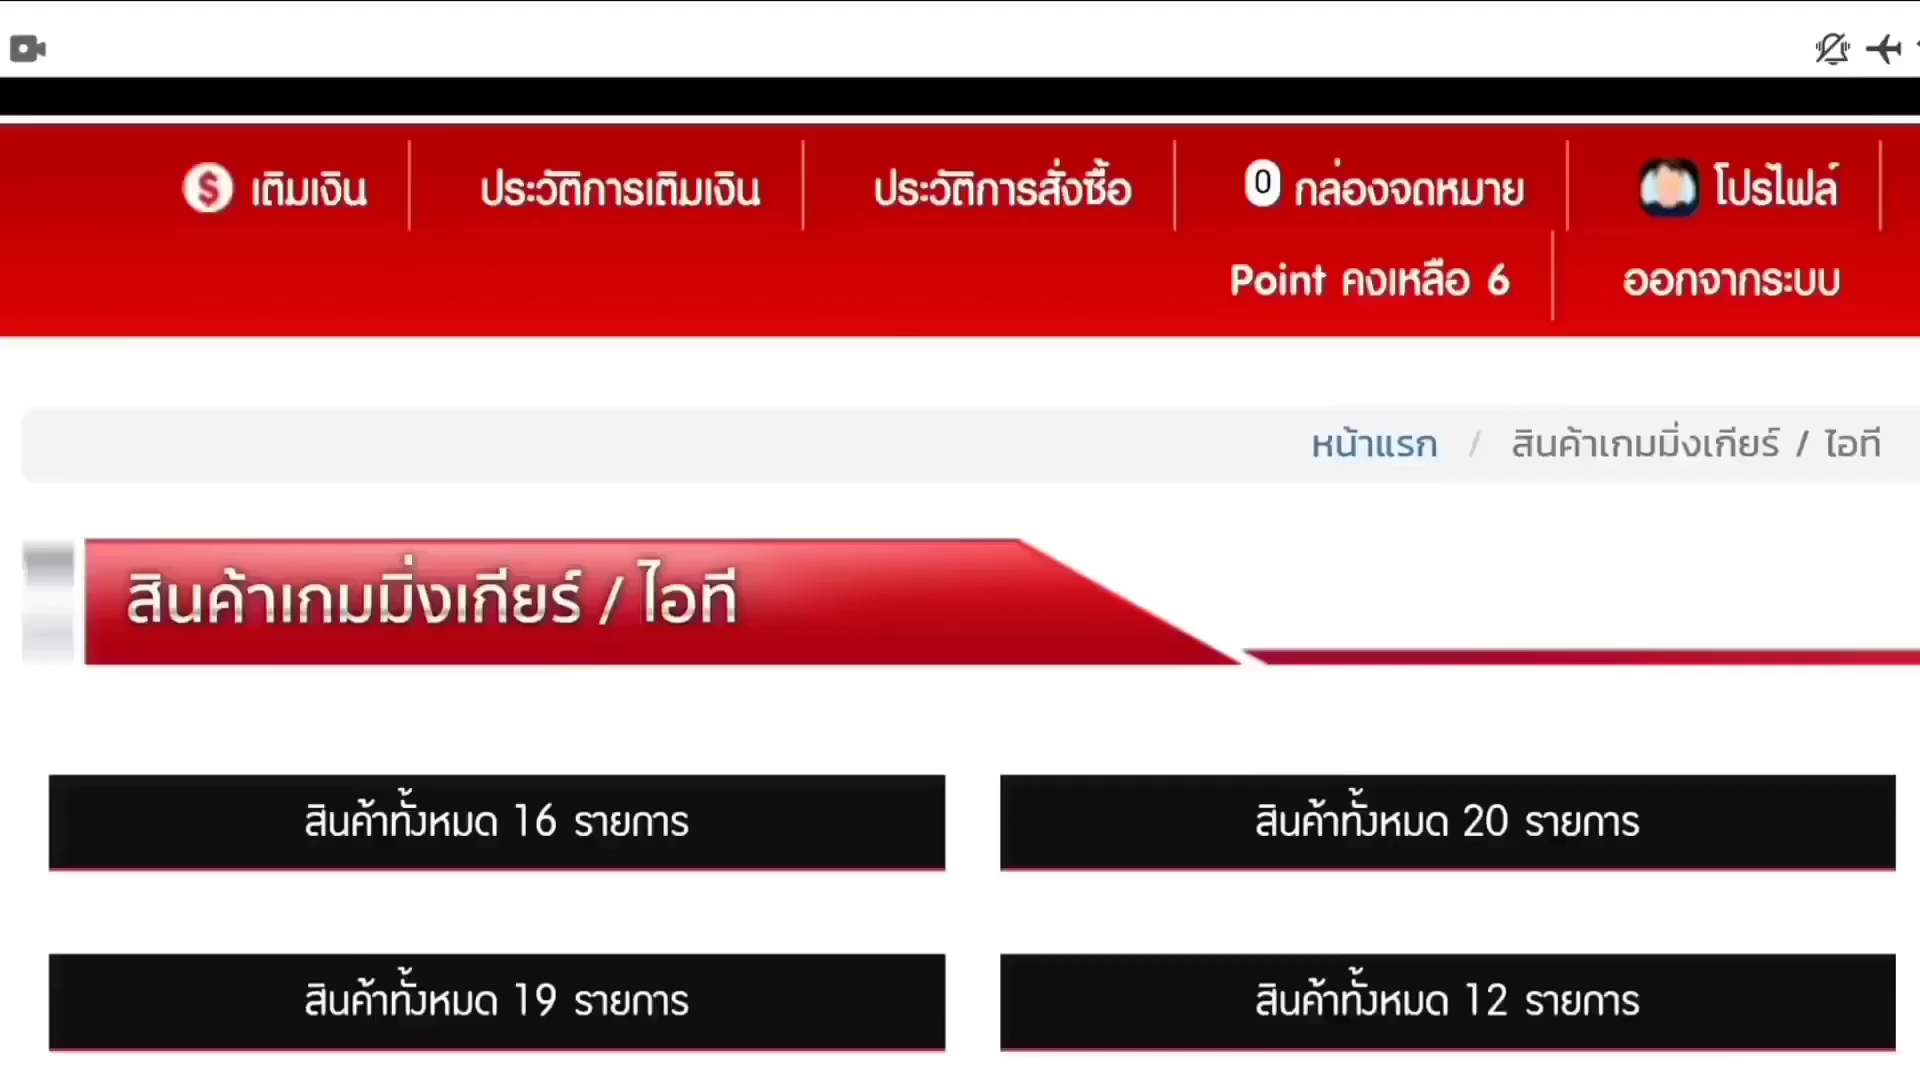 $ เติมเงิน ประวัติการเติมเงิน ประวัติการสั่งซื้อ 0 กล่องจดหมาย โปรไฟล์
Point คงเหลือ 6 ออกจากระบบ
หน้าแรก / สินค้าเกมมิ่งเกียร์ / ไอที
สินค้าเกมมิ่งเกียร์ / ไอที
สินค้าทั้งหมด 16 รายการ สินค้าทั้งหมด 20 รายการ
สินค้าทั้งหมด 19 รายการ สินค้าทั้งหมด 12 รายการ